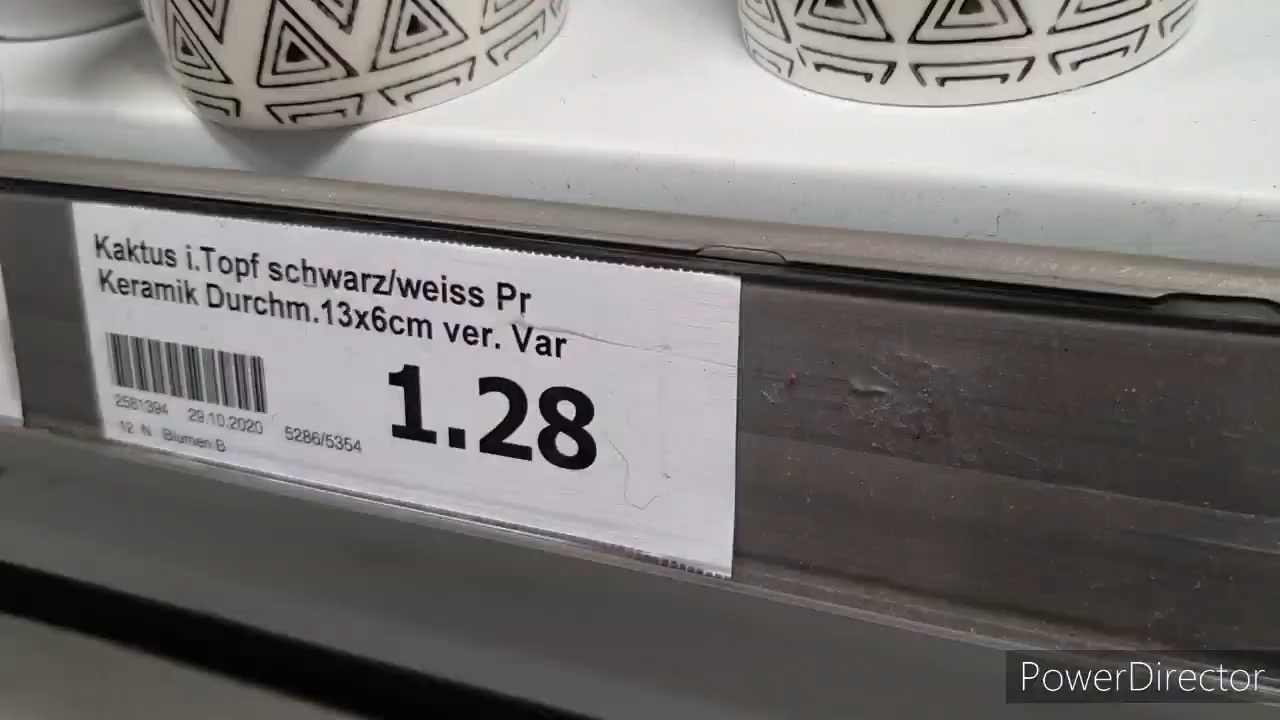 Kaktus i.Topf schwarz/weiss Pr
Keramik Durchm.13x6cm ver. Var
1.28
2581394 29.10.2020 5286/5354
12 N Blumen B
PowerDirector